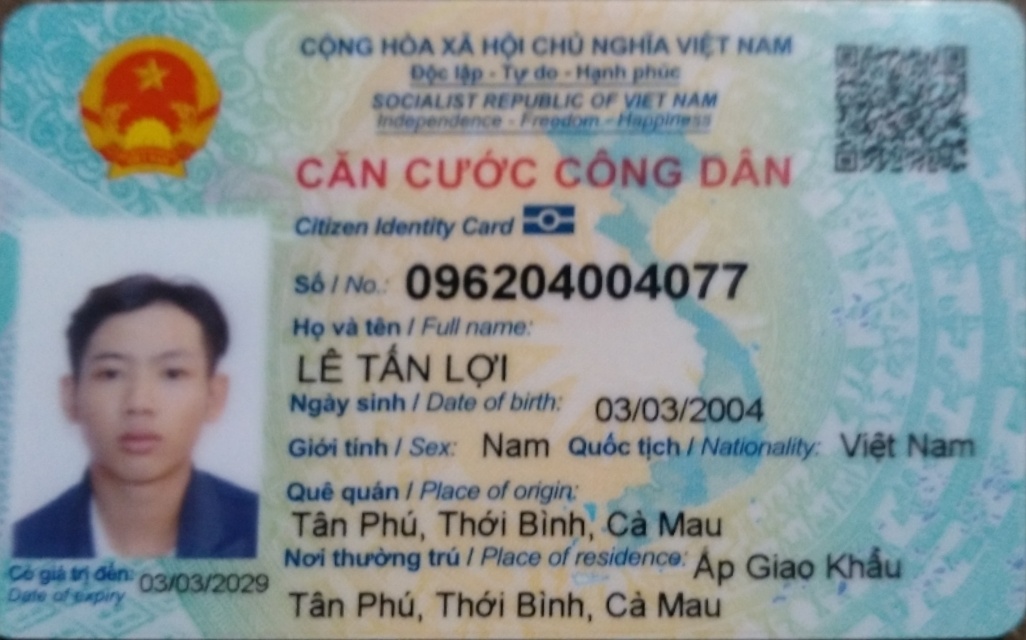 CỘNG HÒA XÃ HỘI CHỦ NGHĨA VIỆT NAM
Độc lập - Tự do - Hạnh phúc
SOCIALIST REPUBLIC OF VIET NAM
Independence - Freedom - Happiness
CĂN CƯỚC CÔNG DÂN
Citizen Identity Card
Số / No.: 096204004077
Họ và tên / Full name:
LÊ TẤN LỢI
Ngày sinh / Date of birth: 03/03/2004
Giới tính / Sex: Nam Quốc tịch / Nationality: Việt Nam
Quê quán / Place of origin:
Tân Phú, Thới Bình, Cà Mau
Nơi thường trú / Place of residence: Ấp Giao Khẩu
Tân Phú, Thới Bình, Cà Mau
Có giá trị đến: 03/03/2029
Date of expiry